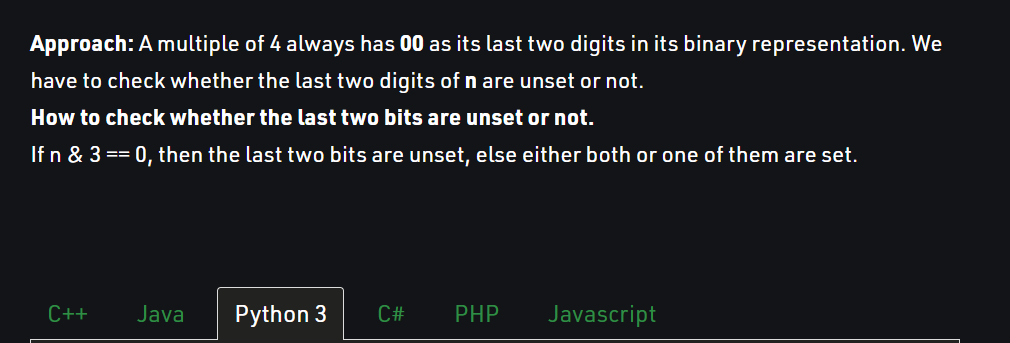 Approach: A multiple of 4 always has 00 as its last two digits in its binary representation. We
have to check whether the last two digits of n are unset or not.
How to check whether the last two bits are unset or not.
If n & 3 == 0, then the last two bits are unset, else either both or one of them are set.
C++ Java Python 3 C# PHP Javascript